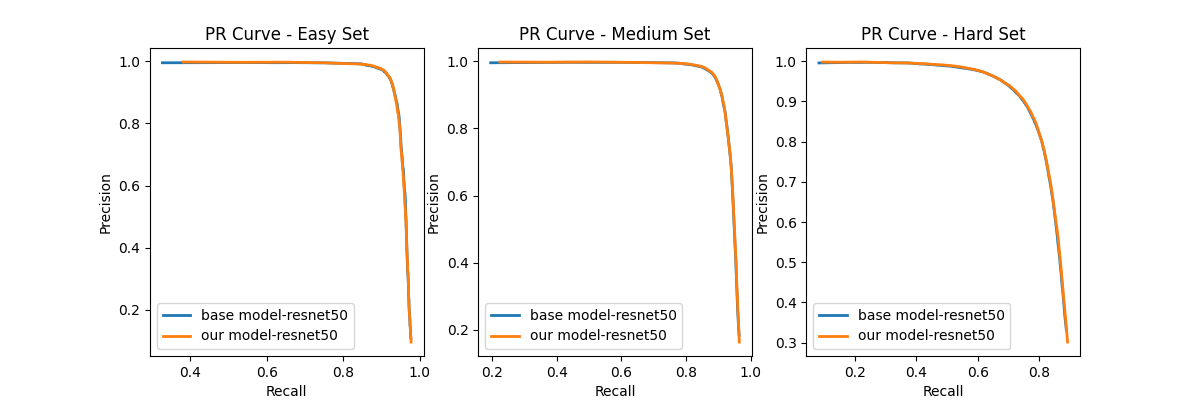 PR Curve - Easy Set
1.0
0.8
0.6
0.4
0.2
Precision
base model-resnet50
our model-resnet50
0.4 0.6 0.8 1.0
Recall
PR Curve - Medium Set
1.0
0.8
0.6
0.4
0.2
Precision
base model-resnet50
our model-resnet50
0.2 0.4 0.6 0.8 1.0
Recall
PR Curve - Hard Set
1.0
0.9
0.8
0.7
0.6
0.5
0.4
0.3
Precision
base model-resnet50
our model-resnet50
0.2 0.4 0.6 0.8
Recall